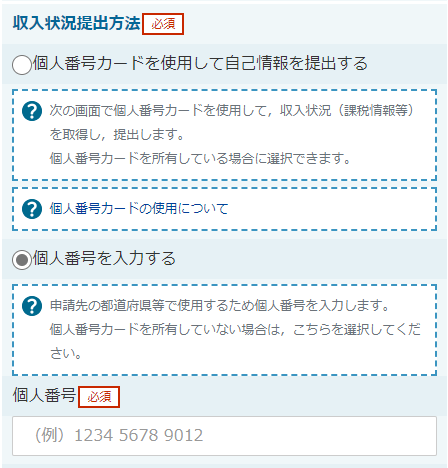 収入状況提出方法 必須
個人番号カードを使用して自己情報を提出する
? 次の画面で個人番号カードを使用して，収入状況（課税情報等）
を取得し，提出します。
個人番号カードを所有している場合に選択できます。
? 個人番号カードの使用について
個人番号を入力する
? 申請先の都道府県等で使用するため個人番号を入力します。
個人番号カードを所有していない場合は，こちらを選択してくだ
さい。
個人番号 必須
（例）1234 5678 9012